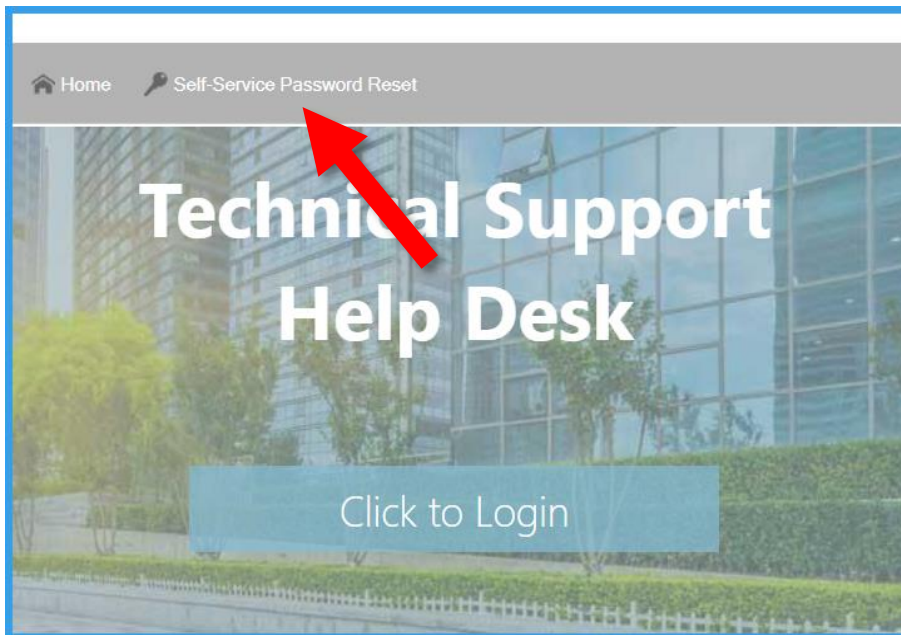 Home Self-Service Password Reset
Technical Support
Help Desk
Click to Login